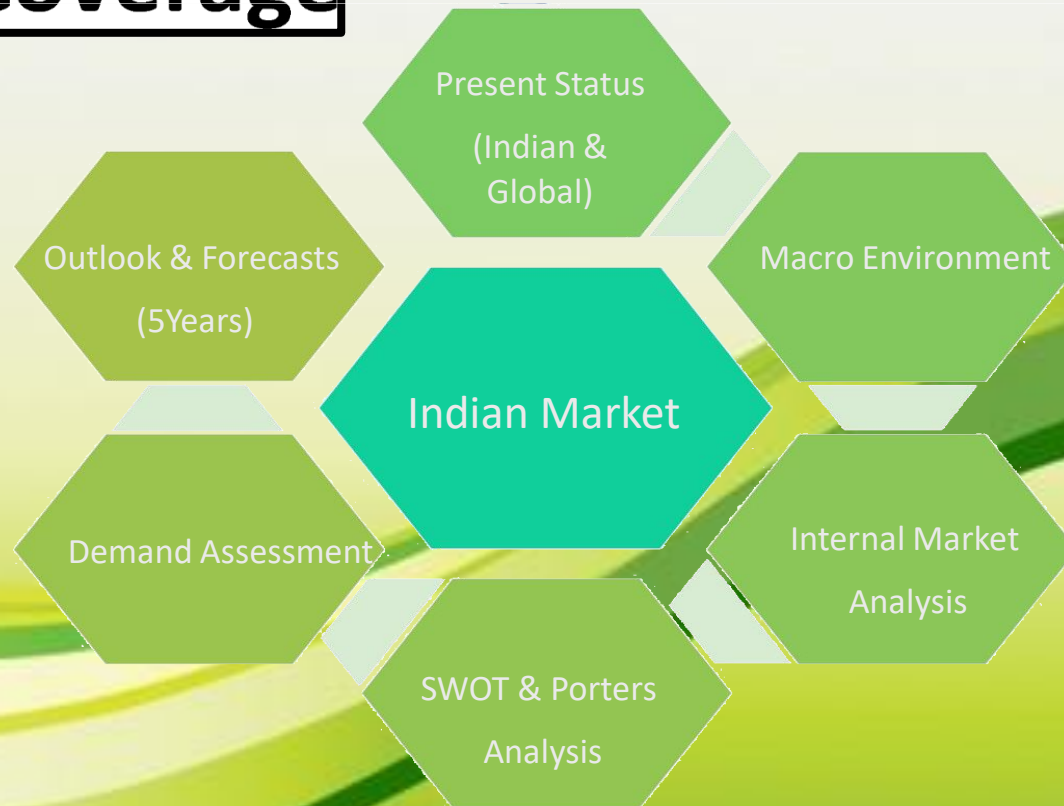 Coverage
Present Status
(Indian &
Global)
Macro Environment
Internal Market
Analysis
SWOT & Porters
Analysis
Demand Assessment
Outlook & Forecasts
(5Years)
Indian Market